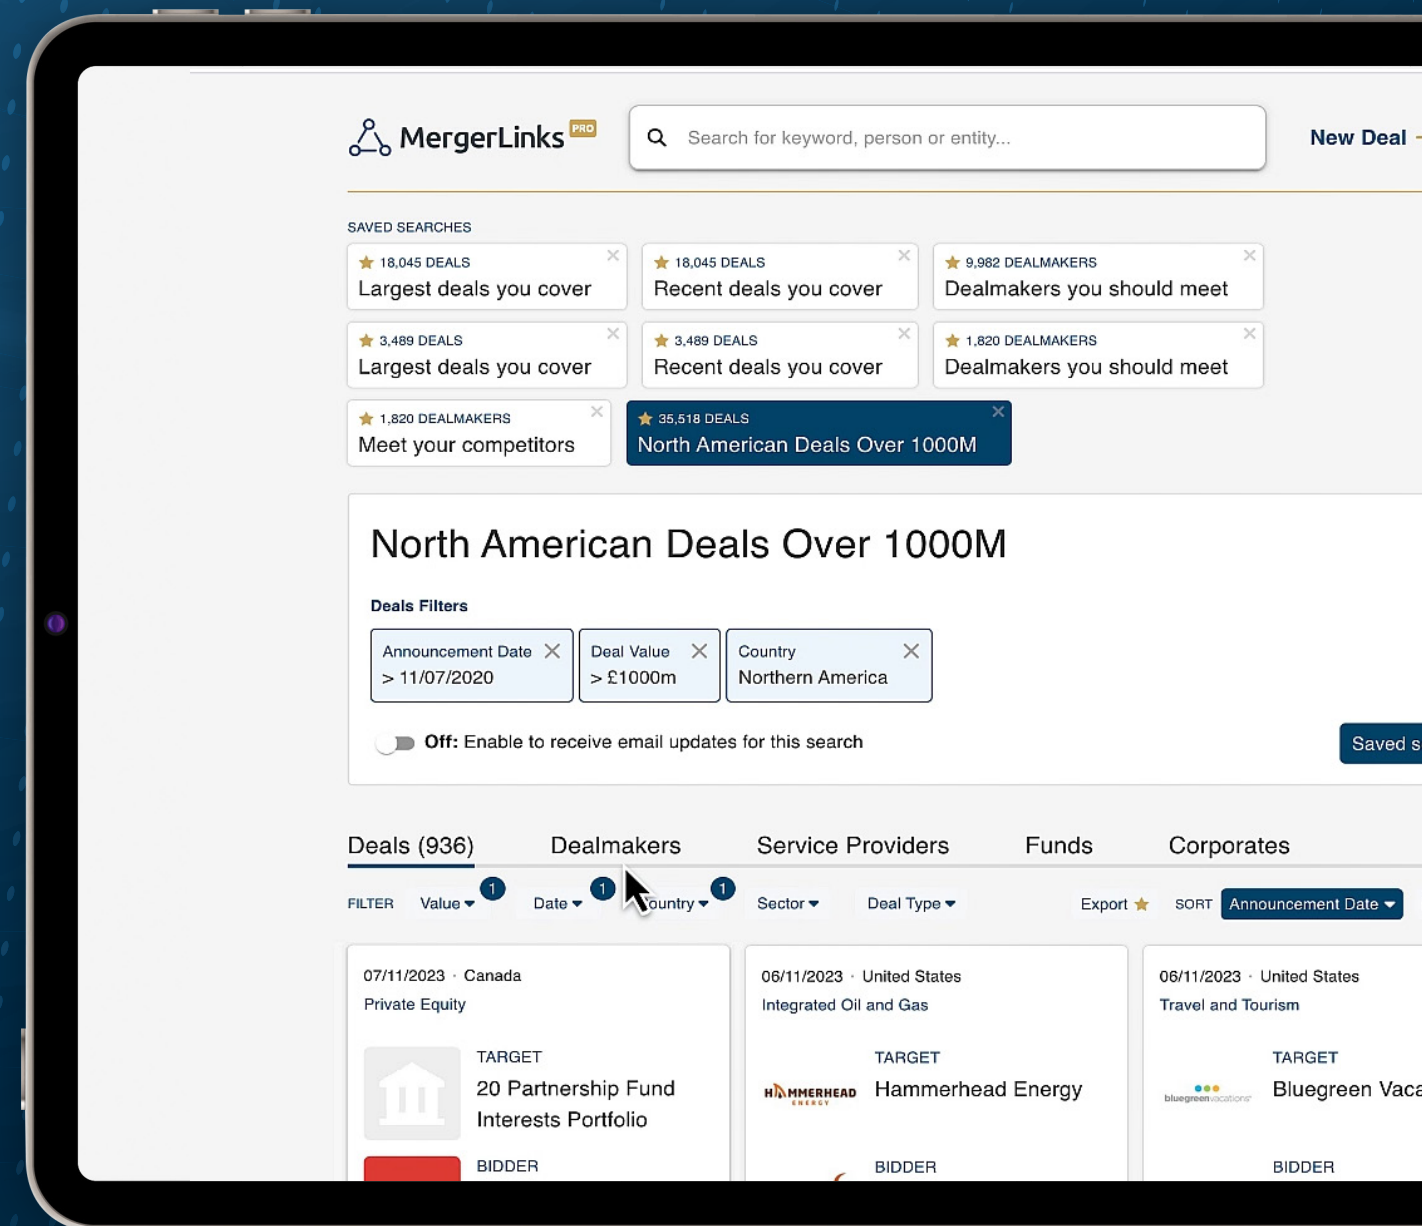 MergerLinks PRO
Search for keyword, person or entity...
New Deal
SAVED SEARCHES
18,045 DEALS
Largest deals you cover
18,045 DEALS
Recent deals you cover
9,982 DEALMAKERS
Dealmakers you should meet
3,489 DEALS
Largest deals you cover
3,489 DEALS
Recent deals you cover
1,820 DEALMAKERS
Dealmakers you should meet
1,820 DEALMAKERS
Meet your competitors
35,518 DEALS
North American Deals Over 1000M
North American Deals Over 1000M
Deals Filters
Announcement Date
> 11/07/2020
Deal Value
> £1000m
Country
Northern America
Off: Enable to receive email updates for this search
Saved s
Deals (936) Dealmakers Service Providers Funds Corporates
FILTER Value 1 Date 1 ountry 1 Sector Deal Type Export SORT Announcement Date
07/11/2023 · Canada
Private Equity
TARGET
20 Partnership Fund
Interests Portfolio
BIDDER
06/11/2023 · United States
Integrated Oil and Gas
HAMMERHEAD
ENERGY
TARGET
Hammerhead Energy
BIDDER
06/11/2023 · United States
Travel and Tourism
bluegreenvacations
TARGET
Bluegreen Vaca
BIDDER